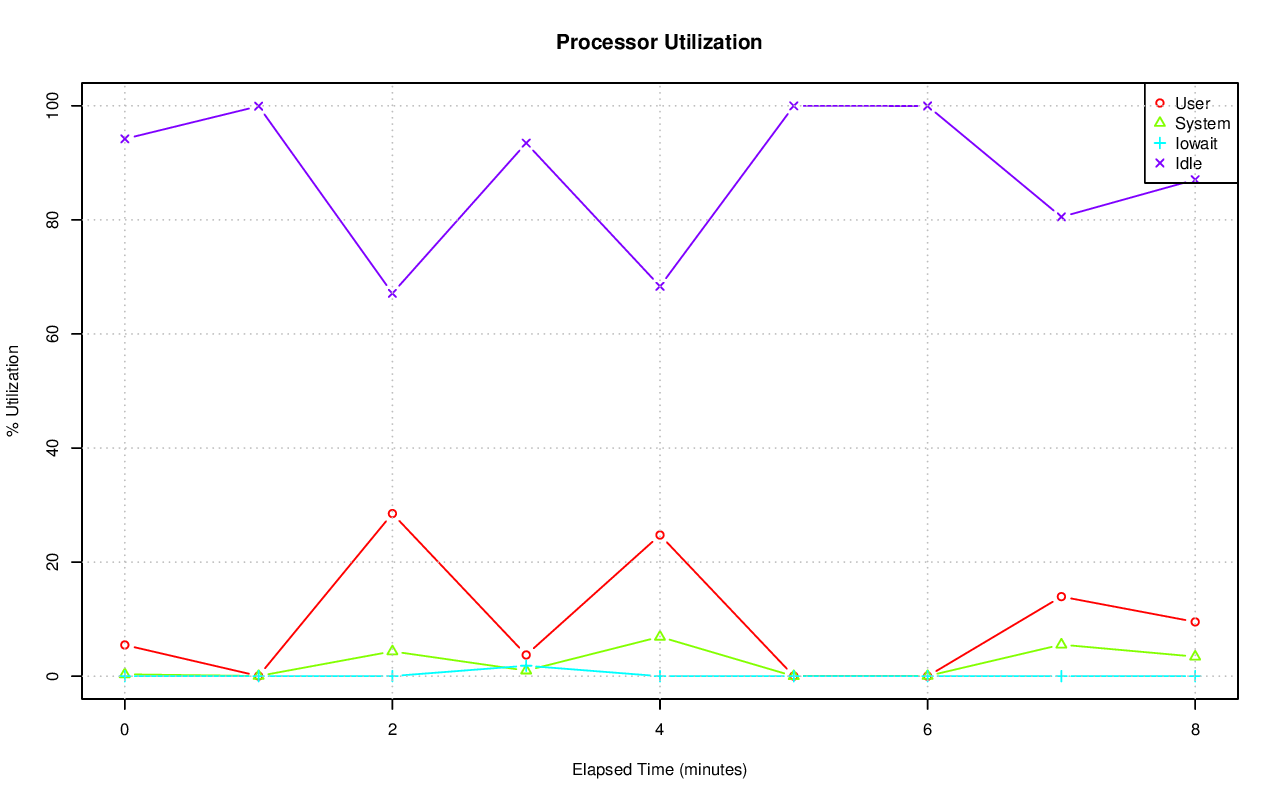 Processor Utilization
100
80
60
40
20
0
% Utilization
User
System
Iowait
Idle
0 2 4 6 8
Elapsed Time (minutes)